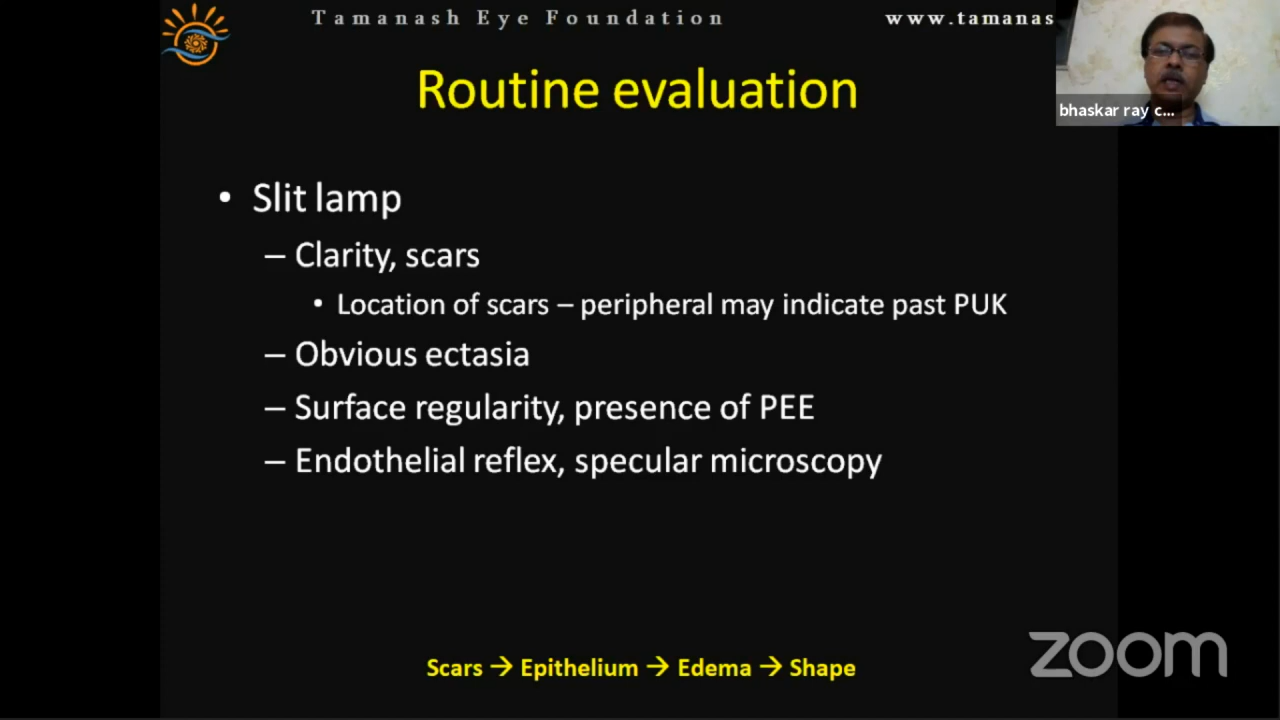 Tamanash Eye Foundation
www.tamanas
bhaskar ray c...
Routine evaluation
• Slit lamp
– Clarity, scars
• Location of scars – peripheral may indicate past PUK
– Obvious ectasia
– Surface regularity, presence of PEE
– Endothelial reflex, specular microscopy
Scars → Epithelium → Edema → Shape
zoom